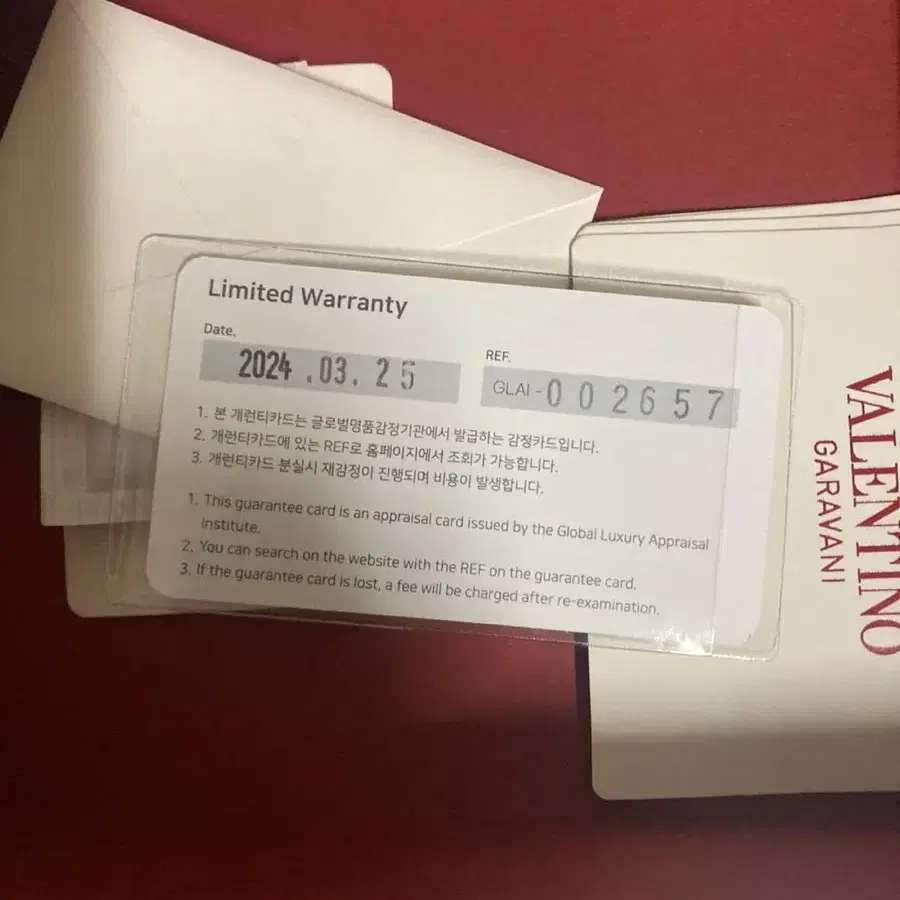 Limited Warranty
Date.
2024.03.25
REF.
GLAI-002657
1. 본 개런티카드는 글로벌명품감정기관에서 발급하는 감정카드입니다.
2. 개런티카드에 있는 REF로 홈페이지에서 조회가 가능합니다.
3. 개런티카드 분실시 재감정이 진행되며 비용이 발생합니다.
1. This guarantee card is an appraisal card issued by the Global Luxury Appraisal
Institute.
2. You can search on the website with the REF on the guarantee card.
3. If the guarantee card is lost, a fee will be charged after re-examination.
VALENTINO
GARAVANI